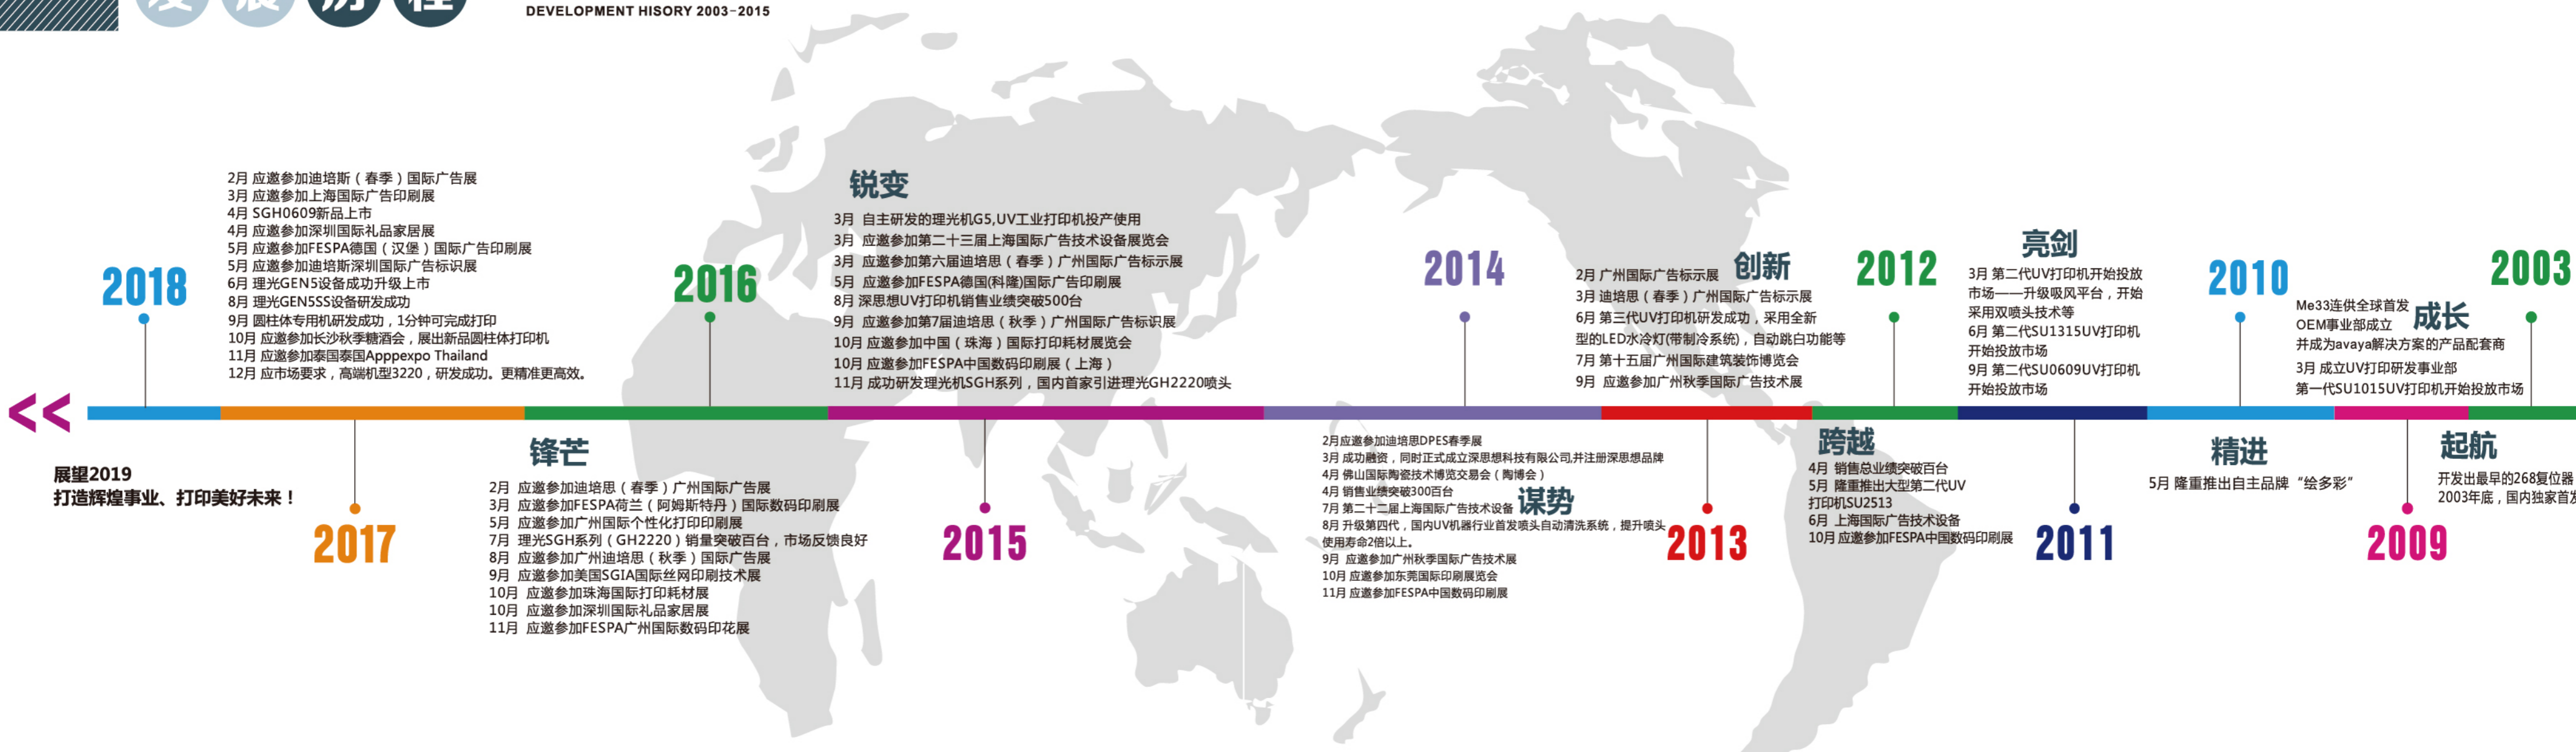 发展历程
DEVELOPMENT HISORY 2003-2015
2018
2月 应邀参加迪培斯（春季）国际广告展
3月 应邀参加上海国际广告印刷展
4月 SGH0609新品上市
4月 应邀参加深圳国际礼品家居展
5月 应邀参加FESPA德国（汉堡）国际广告印刷展
5月 应邀参加迪培斯深圳国际广告标识展
6月 理光GEN5设备成功升级上市
8月 理光GEN5SS设备研发成功
9月 圆柱体专用机研发成功，1分钟可完成打印
10月 应邀参加长沙秋季糖酒会，展出新品圆柱体打印机
11月 应邀参加泰国泰国Apppexpo Thailand
12月 应市场要求，高端机型3220，研发成功。更精准更高效。
<<
展望2019
打造辉煌事业、打印美好未来！
2017
2016
锋芒
2月 应邀参加迪培思（春季）广州国际广告展
3月 应邀参加FESPA荷兰（阿姆斯特丹）国际数码印刷展
5月 应邀参加广州国际个性化打印印刷展
7月 理光SGH系列（GH2220）销量突破百台，市场反馈良好
8月 应邀参加广州迪培思（秋季）国际广告展
9月 应邀参加美国SGIA国际丝网印刷技术展
10月 应邀参加珠海国际打印耗材展
10月 应邀参加深圳国际礼品家居展
11月 应邀参加FESPA广州国际数码印花展
锐变
3月 自主研发的理光机G5,UV工业打印机投产使用
3月 应邀参加第二十三届上海国际广告技术设备展览会
3月 应邀参加第六届迪培思（春季）广州国际广告标示展
5月 应邀参加FESPA德国(科隆)国际广告印刷展
8月 深思想UV打印机销售业绩突破500台
9月 应邀参加第7届迪培思（秋季）广州国际广告标识展
10月 应邀参加中国（珠海）国际打印耗材展览会
10月 应邀参加FESPA中国数码印刷展（上海）
11月 成功研发理光机SGH系列，国内首家引进理光GH2220喷头
2015
2014
2月应邀参加迪培思DPES春季展
3月 成功融资，同时正式成立深思想科技有限公司,并注册深思想品牌
4月 佛山国际陶瓷技术博览交易会（陶博会）
4月 销售业绩突破300百台
谋势
7月 第二十二届上海国际广告技术设备
8月 升级第四代，国内UV机器行业首发喷头自动清洗系统，提升喷头
使用寿命2倍以上。
9月 应邀参加广州秋季国际广告技术展
10月 应邀参加东莞国际印刷展览会
11月 应邀参加FESPA中国数码印刷展
创新
2月 广州国际广告标示展
3月 迪培思（春季）广州国际广告标示展
6月 第三代UV打印机研发成功，采用全新
型的LED水冷灯(带制冷系统)，自动跳白功能等
7月 第十五届广州国际建筑装饰博览会
9月 应邀参加广州秋季国际广告技术展
2013
2012
跨越
4月 销售总业绩突破百台
5月 隆重推出大型第二代UV
打印机SU2513
6月 上海国际广告技术设备
10月 应邀参加FESPA中国数码印刷展
亮剑
3月 第二代UV打印机开始投放
市场——升级吸风平台，开始
采用双喷头技术等
6月 第二代SU1315UV打印机
开始投放市场
9月 第二代SU0609UV打印机
开始投放市场
2011
2010
精进
5月 隆重推出自主品牌“绘多彩”
成长
Me33连供全球首发
OEM事业部成立
并成为avaya解决方案的产品配套商
3月 成立UV打印研发事业部
第一代SU1015UV打印机开始投放市场
2009
2003
起航
开发出最早的268复位器
2003年底，国内独家首发